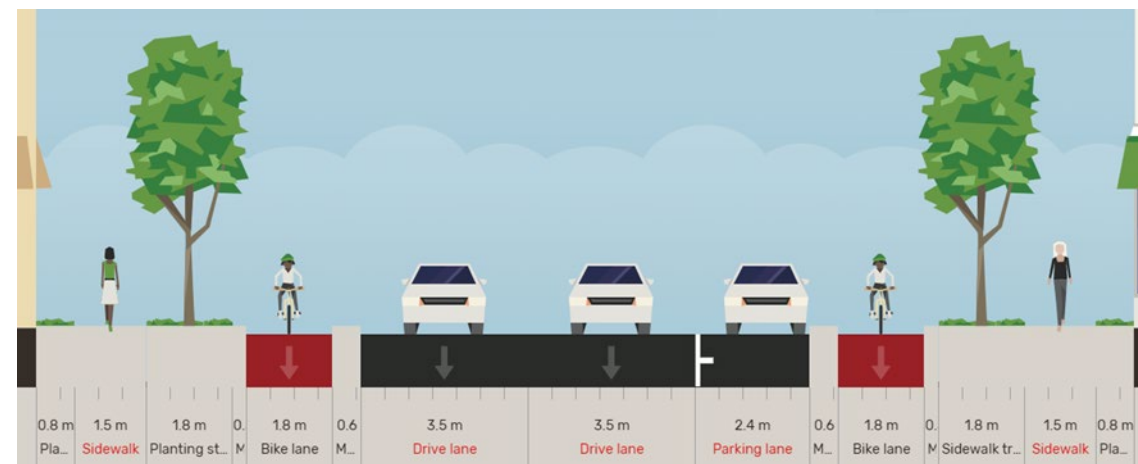 0.8 m 1.5 m 1.8 m 0. 1.8 m 0.6 3.5 m 3.5 m 2.4 m 0.6 1.8 m 0. 1.8 m 1.5 m 0.8 m
Pla... Sidewalk Planting st... M Bike lane M... Drive lane Drive lane Parking lane M... Bike lane M Sidewalk tr... Sidewalk Pla...